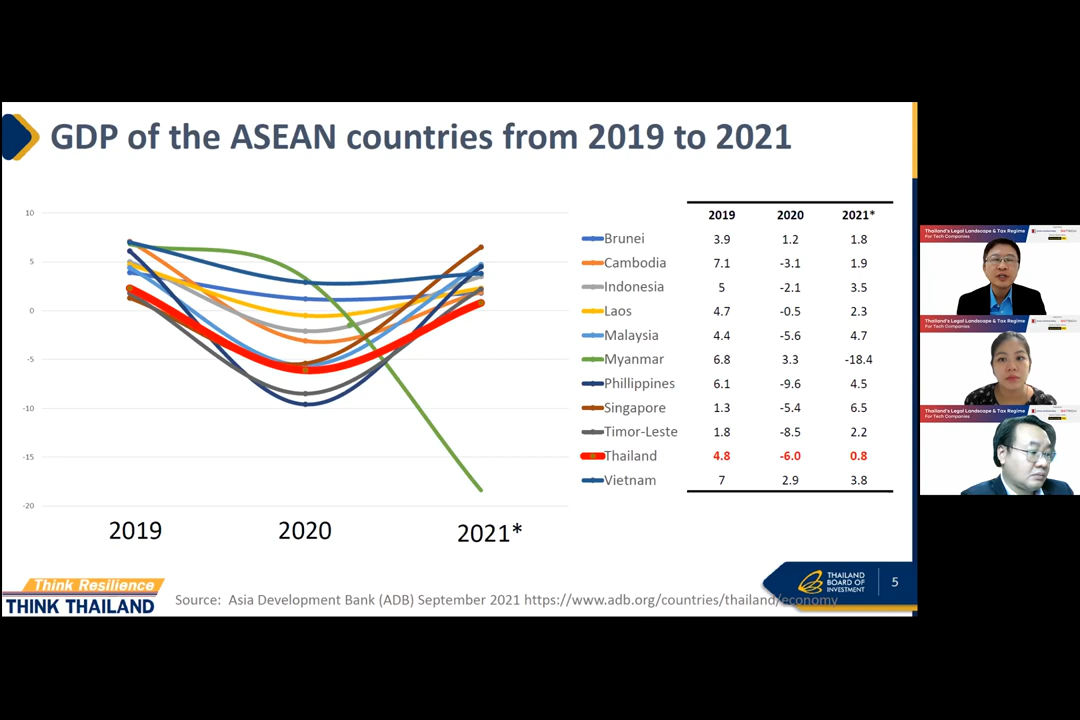 GDP of the ASEAN countries from 2019 to 2021
10
5
0
-5
-10
-15
-20
2019 2020 2021*
2019 2020 2021*
Brunei 3.9 1.2 1.8
Cambodia 7.1 -3.1 1.9
Indonesia 5 -2.1 3.5
Laos 4.7 -0.5 2.3
Malaysia 4.4 -5.6 4.7
Myanmar 6.8 3.3 -18.4
Phillippines 6.1 -9.6 4.5
Singapore 1.3 -5.4 6.5
Timor-Leste 1.8 -8.5 2.2
Thailand 4.8 -6.0 0.8
Vietnam 7 2.9 3.8
Think Resilience
THINK THAILAND
Source: Asia Development Bank (ADB) September 2021 https://www.adb.org/countries/thailand/economy
THAILAND
BOARD OF
INVESTMENT
5
Thailand's Legal Landscape & Tax Regime
For Tech Companies
Thailand's Legal Landscape & Tax Regime
For Tech Companies
Thailand's Legal Landscape & Tax Regime
For Tech Companies